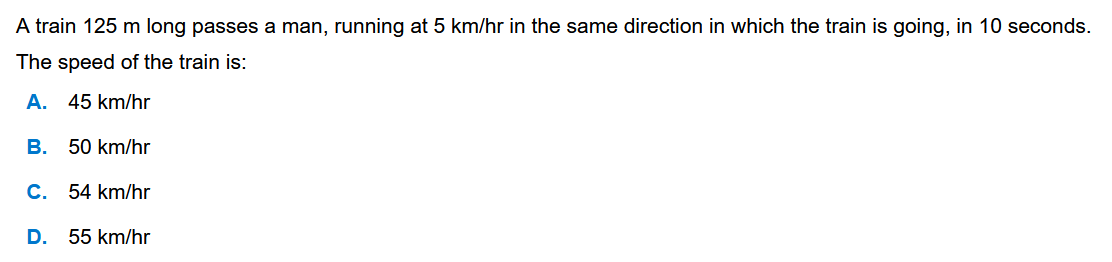 A train 125 m long passes a man, running at 5 km/hr in the same direction in which the train is going, in 10 seconds.
The speed of the train is:
A. 45 km/hr
B. 50 km/hr
C. 54 km/hr
D. 55 km/hr